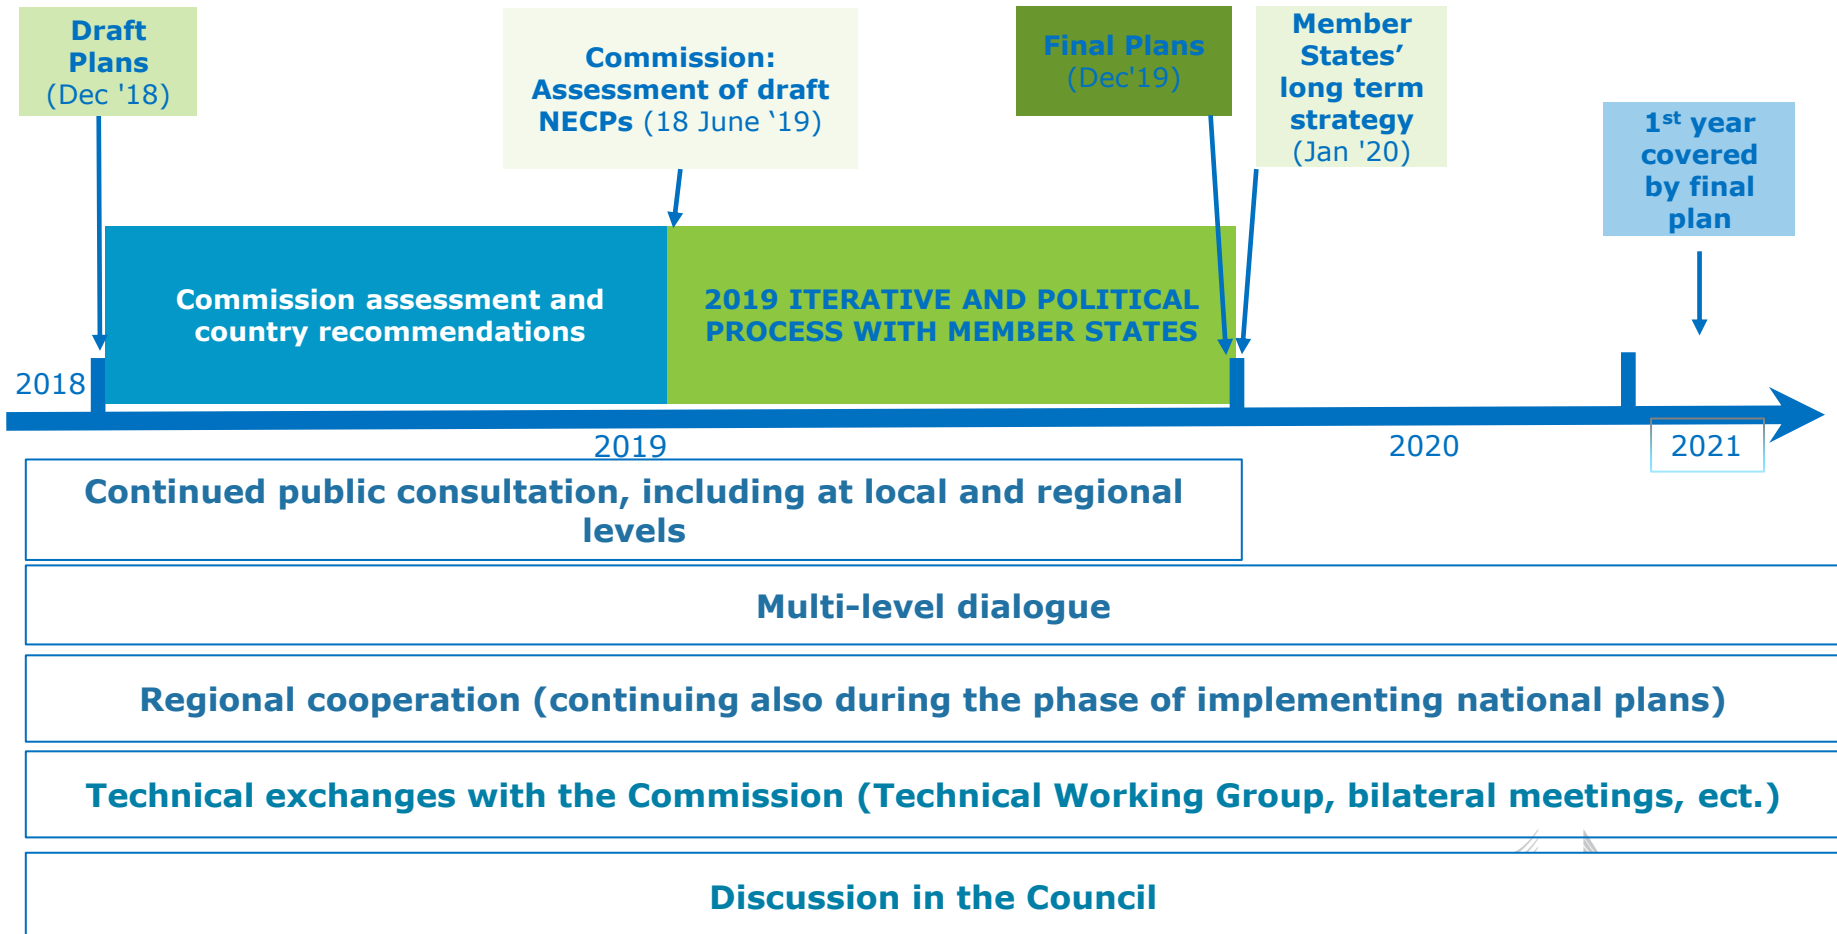 Draft
Plans
(Dec '18)
Commission:
Assessment of draft
NECPs (18 June ‘19)
Final Plans
(Dec'19)
Member
States’
long term
strategy
(Jan '20)
1st year
covered
by final
plan
Commission assessment and
country recommendations
2019 ITERATIVE AND POLITICAL
PROCESS WITH MEMBER STATES
2018
2019
2020
2021
Continued public consultation, including at local and regional
levels
Multi-level dialogue
Regional cooperation (continuing also during the phase of implementing national plans)
Technical exchanges with the Commission (Technical Working Group, bilateral meetings, ect.)
Discussion in the Council